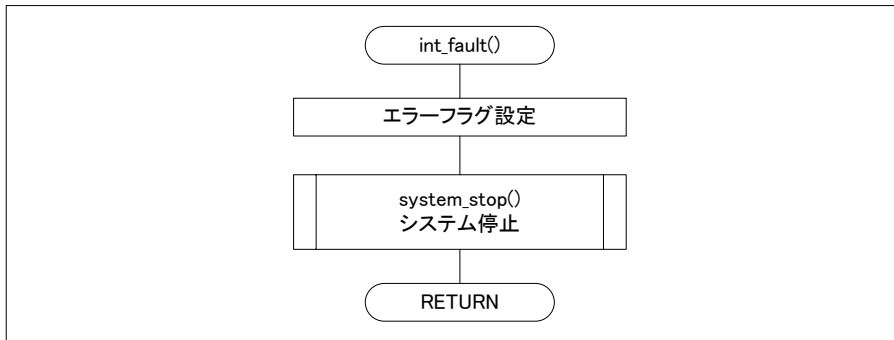 int_fault()
エラーフラグ設定
system_stop()
システム停止
RETURN